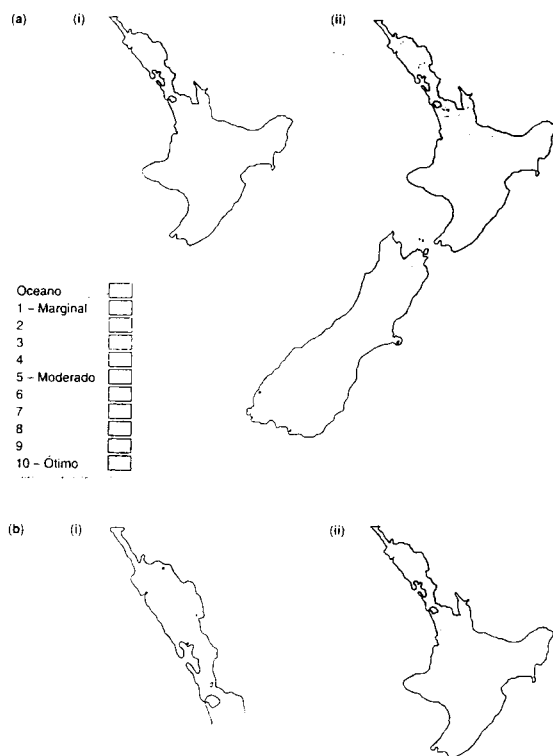 (a) (i) (ii)
Oceano
1 – Marginal
2
3
4
5 – Moderado
6
7
8
9
10 – Ótimo
(b) (i) (ii)